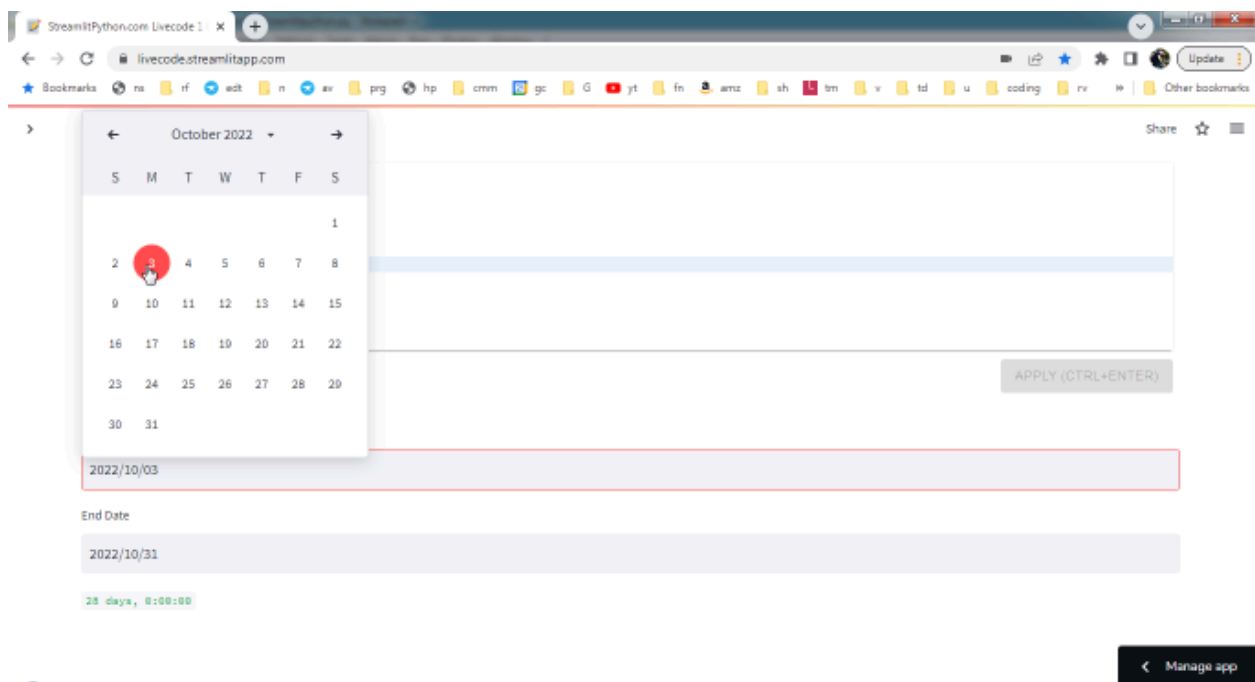 StreamlitPython.com Livecode 1
livecode.streamlitapp.com
Update
Bookmarks ns rf edt n av prg hp cmm gc G yt fn amz sh tm v td u coding rv » Other bookmarks
October 2022
Share
S M T W T F S
1
2 3 4 5 6 7 8
9 10 11 12 13 14 15
16 17 18 19 20 21 22
23 24 25 26 27 28 29
30 31
APPLY (CTRL+ENTER)
2022/10/03
End Date
2022/10/31
28 days, 0:00:00
Manage app